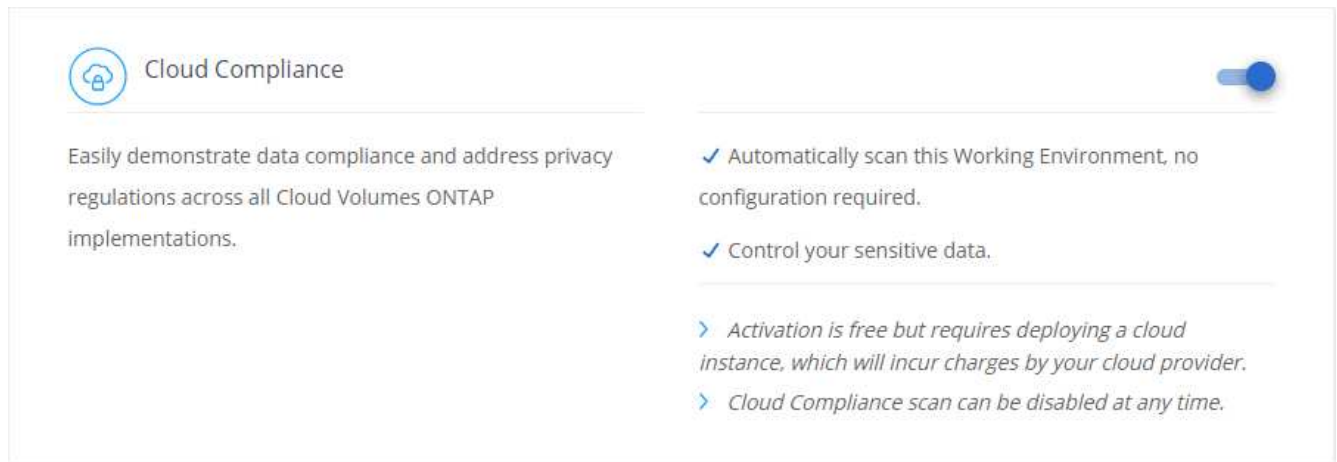 Cloud Compliance
Easily demonstrate data compliance and address privacy
regulations across all Cloud Volumes ONTAP
implementations.
Automatically scan this Working Environment, no
configuration required.
Control your sensitive data.
Activation is free but requires deploying a cloud
instance, which will incur charges by your cloud provider.
Cloud Compliance scan can be disabled at any time.